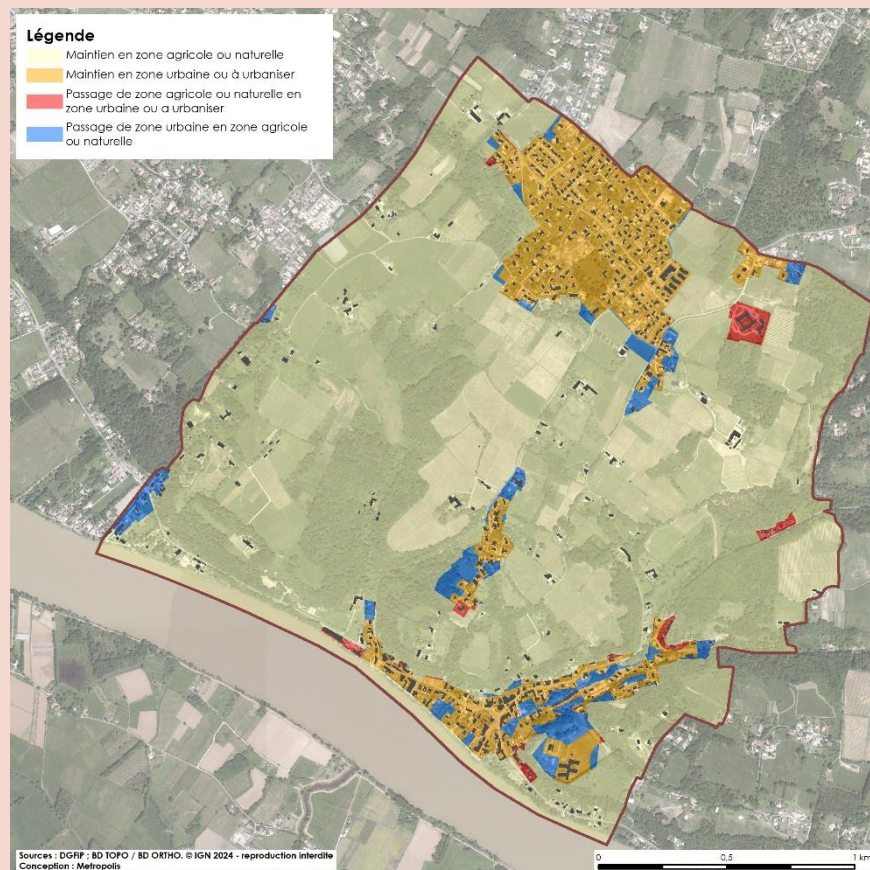 Légende
Maintien en zone agricole ou naturelle
Maintien en zone urbaine ou à urbaniser
Passage de zone agricole ou naturelle en
zone urbaine ou a urbaniser
Passage de zone urbaine en zone agricole
ou naturelle
Sources : DGFiP ; BD TOPO / BD ORTHO. © IGN 2024 - reproduction interdite
Conception : Metropolis
0 0,5 1 km